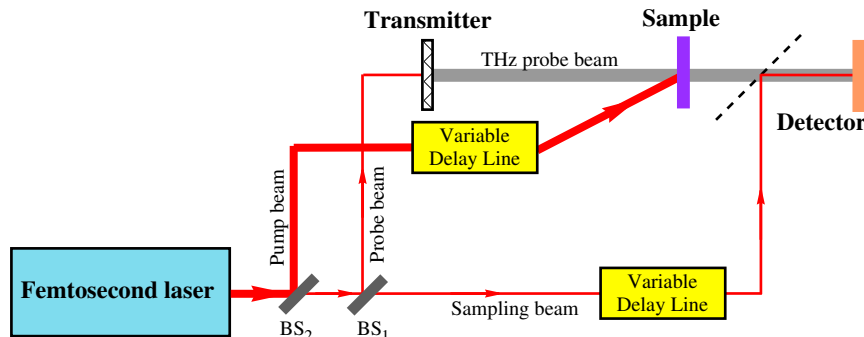 Transmitter
Sample
THz probe beam
Detector
Variable
Delay Line
Pump beam
Probe beam
Femtosecond laser
Variable
Delay Line
Sampling beam
BS2
BS1